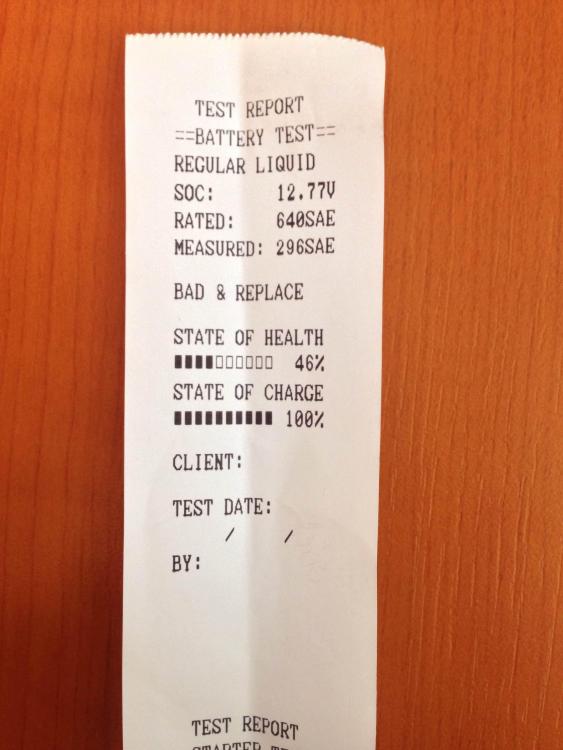 TEST REPORT
==BATTERY TEST==
REGULAR LIQUID
SOC: 12.77V
RATED: 640SAE
MEASURED: 296SAE
BAD & REPLACE
STATE OF HEALTH
46%
STATE OF CHARGE
100%
CLIENT:
TEST DATE:
/ /
BY:
TEST REPORT